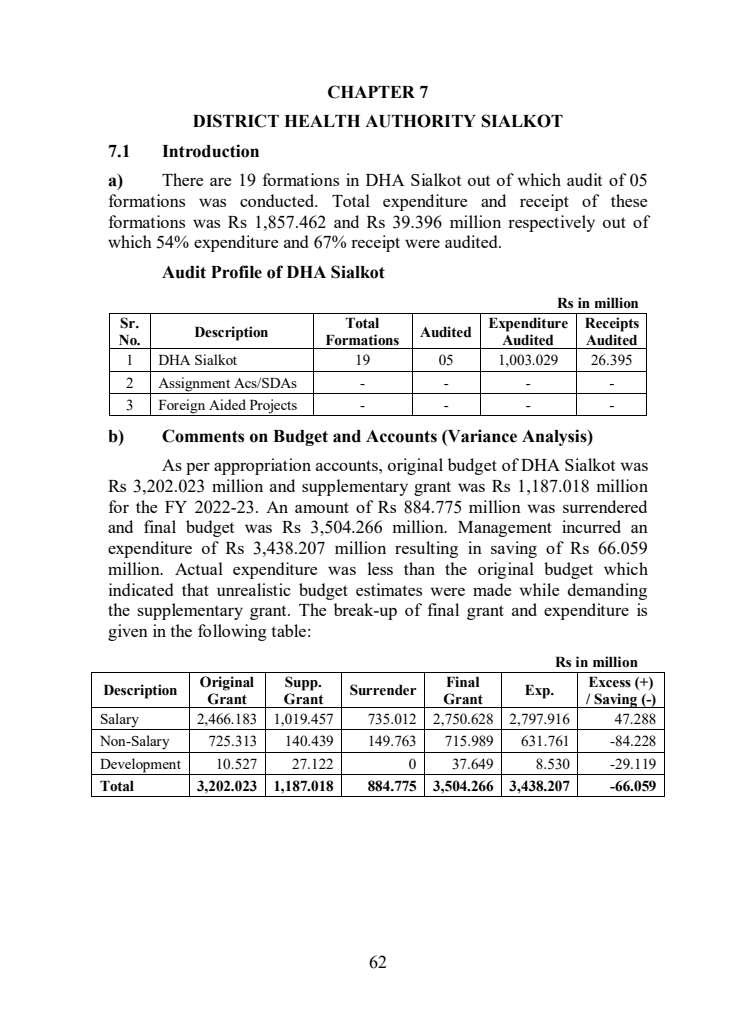 CHAPTER 7
DISTRICT HEALTH AUTHORITY SIALKOT
7.1 Introduction
a) There are 19 formations in DHA Sialkot out of which audit of 05
formations was conducted. Total expenditure and receipt of these
formations was Rs 1,857.462 and Rs 39.396 million respectively out of
which 54% expenditure and 67% receipt were audited.
Audit Profile of DHA Sialkot
Rs in million
Sr. No. Description Total Formations Audited Expenditure Audited Receipts Audited
1 DHA Sialkot 19 05 1,003.029 26.395
2 Assignment Acs/SDAs - - - -
3 Foreign Aided Projects - - - -
b) Comments on Budget and Accounts (Variance Analysis)
As per appropriation accounts, original budget of DHA Sialkot was
Rs 3,202.023 million and supplementary grant was Rs 1,187.018 million
for the FY 2022-23. An amount of Rs 884.775 million was surrendered
and final budget was Rs 3,504.266 million. Management incurred an
expenditure of Rs 3,438.207 million resulting in saving of Rs 66.059
million. Actual expenditure was less than the original budget which
indicated that unrealistic budget estimates were made while demanding
the supplementary grant. The break-up of final grant and expenditure is
given in the following table:
Rs in million
Description Original Grant Supp. Grant Surrender Final Grant Exp. Excess (+) / Saving (-)
Salary 2,466.183 1,019.457 735.012 2,750.628 2,797.916 47.288
Non-Salary 725.313 140.439 149.763 715.989 631.761 -84.228
Development 10.527 27.122 0 37.649 8.530 -29.119
Total 3,202.023 1,187.018 884.775 3,504.266 3,438.207 -66.059
62